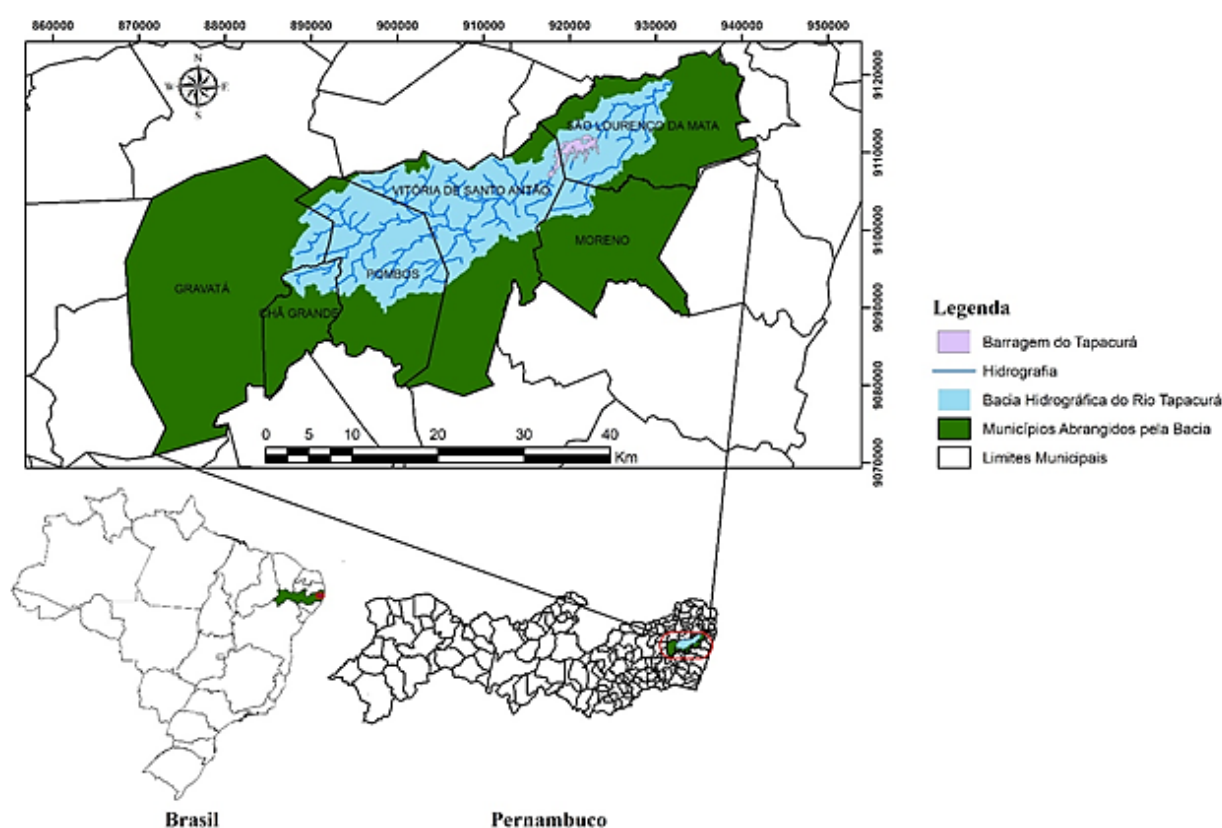 860000 870000 880000 890000 900000 910000 920000 930000 940000 950000
N
W E
S
9120000
9110000
9100000
9090000
9080000
9070000
SÃO LOURENÇO DA MATA
VITÓRIA DE SANTO ANTÃO
MORENO
POMBOS
GRAVATÁ
CHÃ GRANDE
0 5 10 20 30 40
Km
Legenda
Barragem do Tapacurá
Hidrografia
Bacia Hidrográfica do Rio Tapacurá
Municípios Abrangidos pela Bacia
Limites Municipais
Brasil
Pernambuco